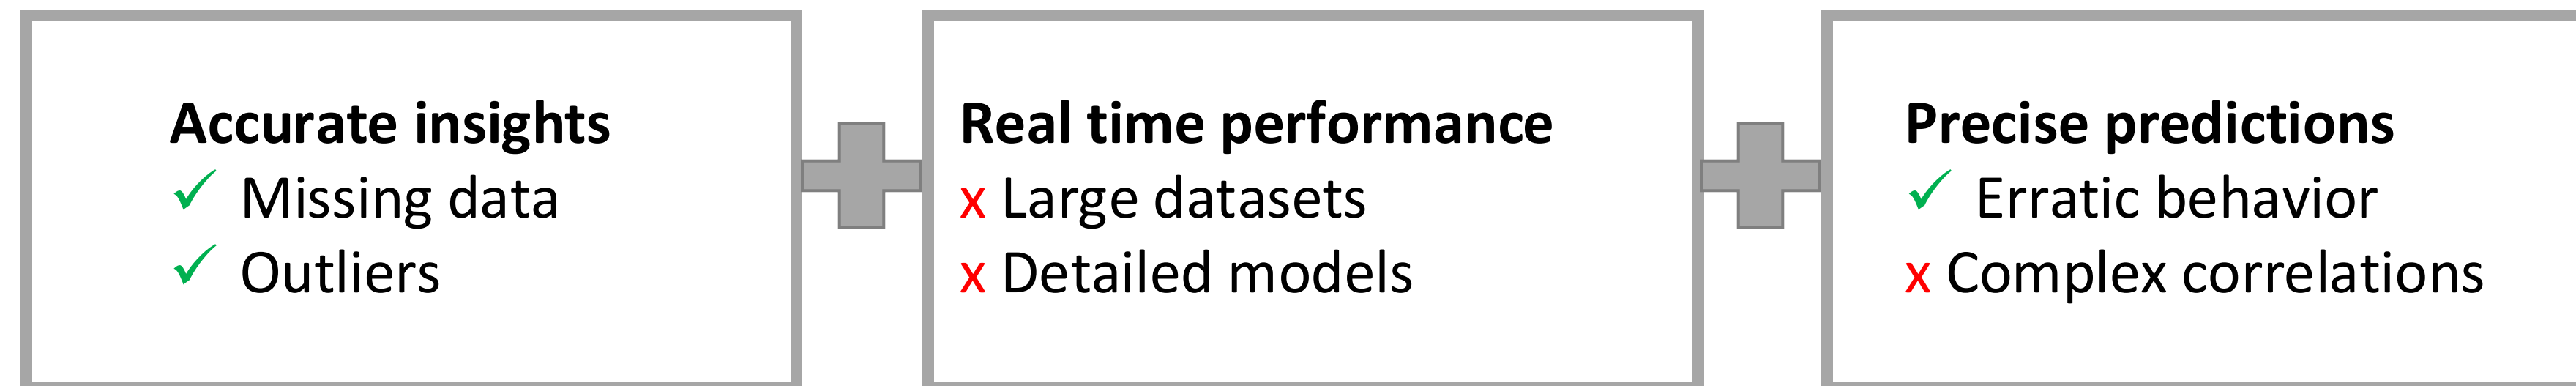 Accurate insights
✓ Missing data
✓ Outliers
Real time performance
x Large datasets
x Detailed models
Precise predictions
✓ Erratic behavior
x Complex correlations